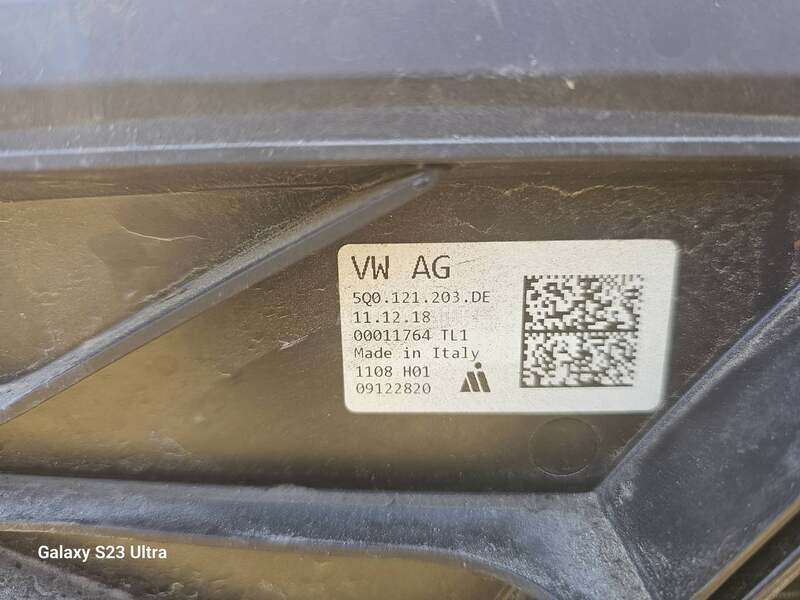 VW AG
5Q0.121.203.DE
11.12.18
00011764 TL1
Made in Italy
1108 H01
09122820
Galaxy S23 Ultra